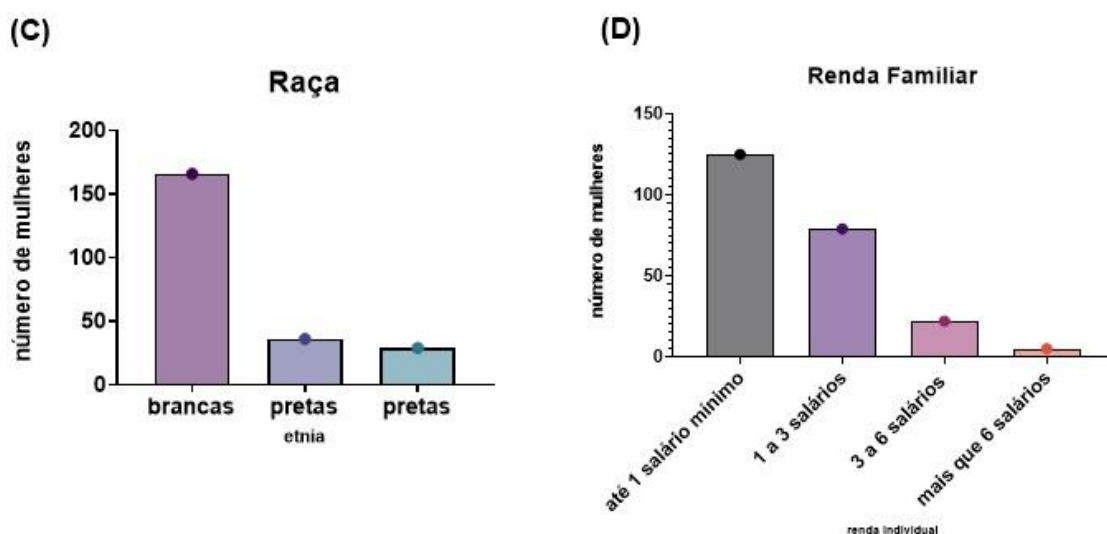 (C)
Raça
número de mulheres
200
150
100
50
0
brancas
pretas
pretas
etnia
(D)
Renda Familiar
número de mulheres
150
100
50
0
até 1 salário mínimo
1 a 3 salários
3 a 6 salários
mais que 6 salários
renda individual